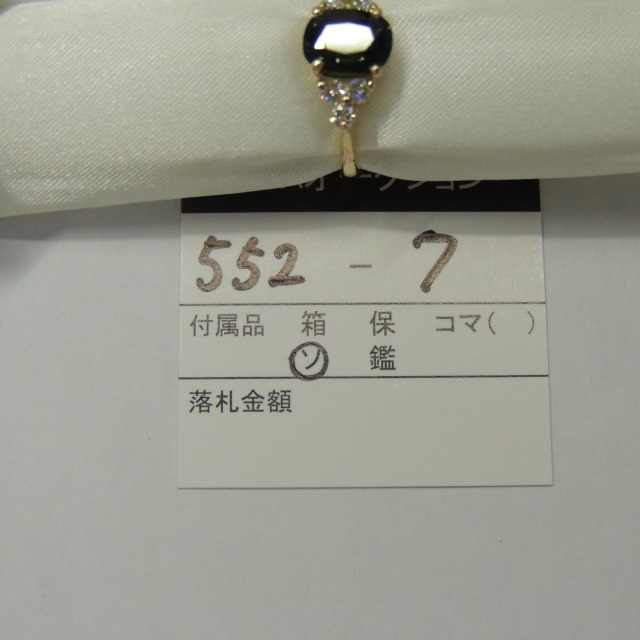 552 - 7
付属品 箱 保 コマ( )
ソ 鑑
落札金額